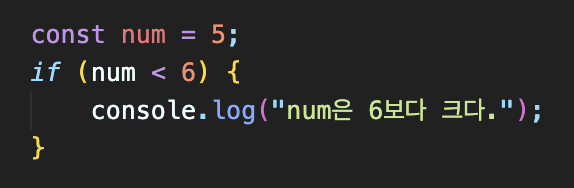 const num = 5;
if (num < 6) {
    console.log("num은 6보다 크다.");
}